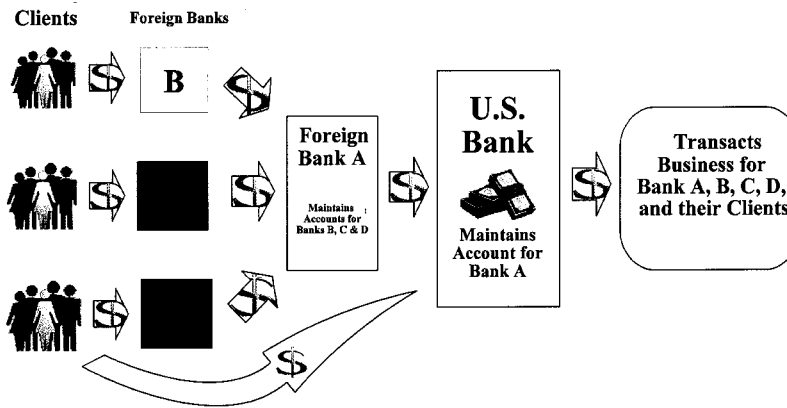 Clients
Foreign Banks
$
B
$
$
$
$
$
$
$
$
Foreign
Bank A
Maintains
Accounts for
Banks B, C & D
U.S.
Bank
Maintains
Account for
Bank A
Transacts
Business for
Bank A, B, C, D,
and their Clients